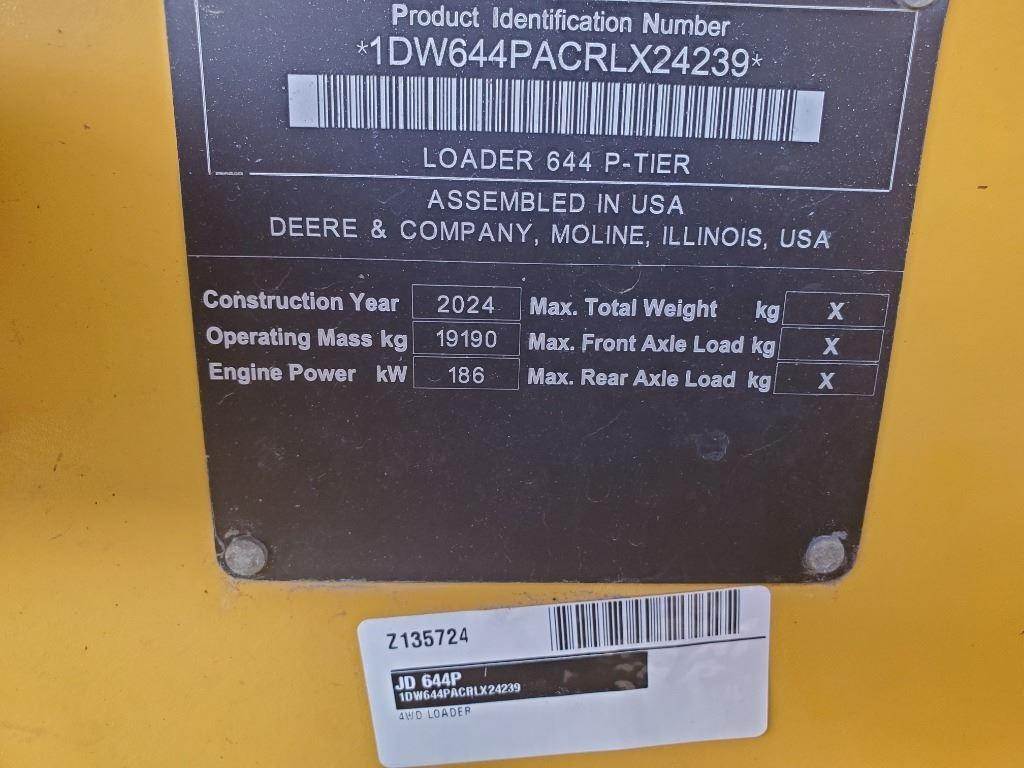 Product Identification Number
*1DW644PACRLX24239*
LOADER 644 P-TIER
ASSEMBLED IN USA
DEERE & COMPANY, MOLINE, ILLINOIS, USA
Construction Year 2024 Max. Total Weight kg X
Operating Mass kg 19190 Max. Front Axle Load kg X
Engine Power kW 186 Max. Rear Axle Load kg X
Z135724
JD 644P
1DW644PACRLX24239
4WD LOADER